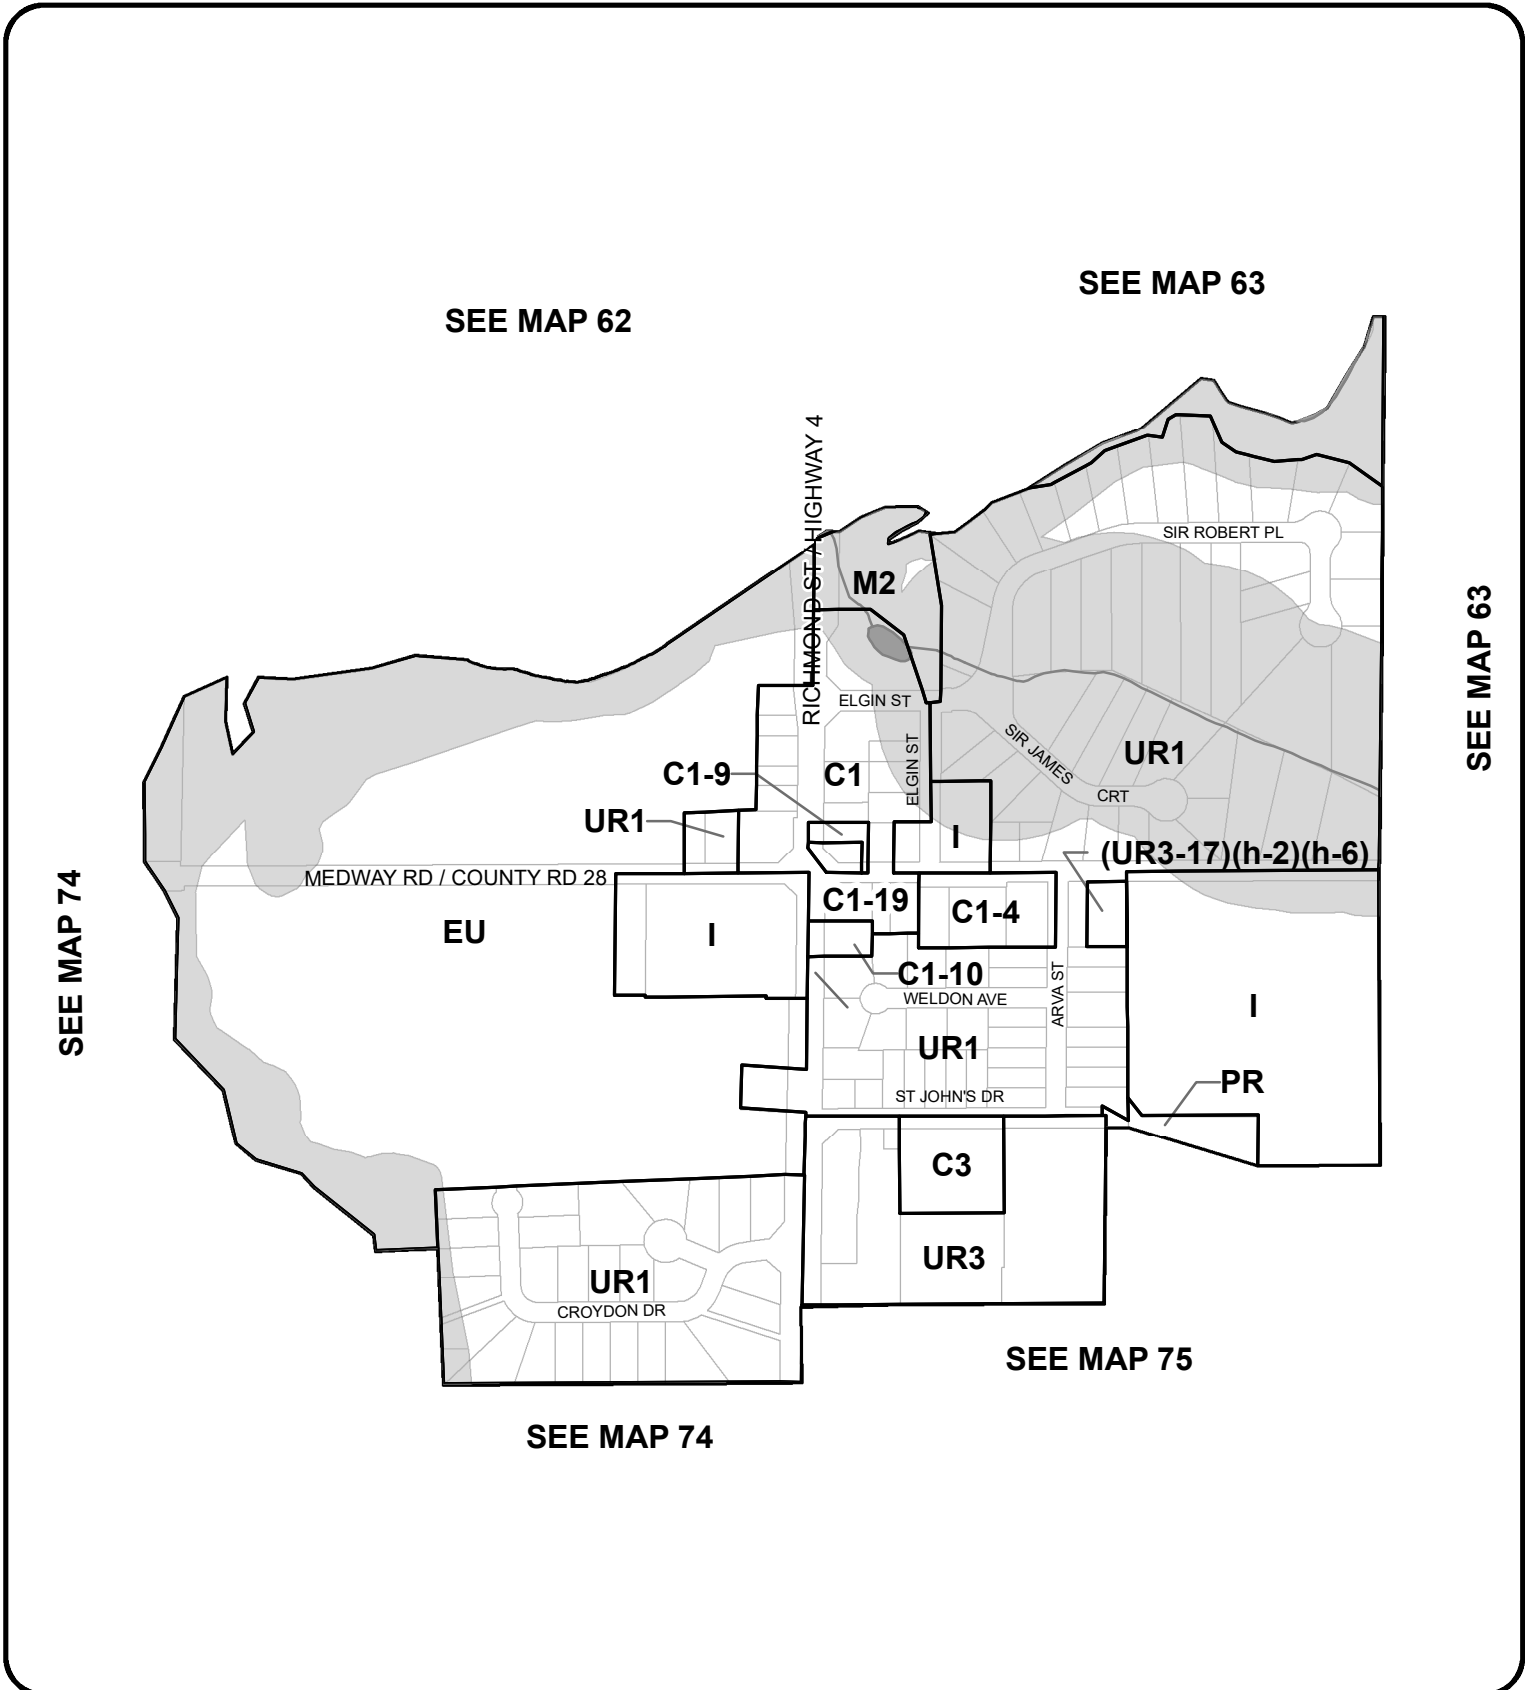 SEE MAP 63
SEE MAP 62
RICHMOND ST / HIGHWAY 4
SIR ROBERT PL
M2
SEE MAP 63
ELGIN ST
ELGIN ST
SIR JAMES
CRT
UR1
C1-9
C1
UR1
I
(UR3-17)(h-2)(h-6)
MEDWAY RD / COUNTY RD 28
C1-19
C1-4
SEE MAP 74
EU
I
C1-10
WELDON AVE
ARVA ST
I
UR1
PR
ST JOHN'S DR
C3
UR3
UR1
CROYDON DR
SEE MAP 75
SEE MAP 74